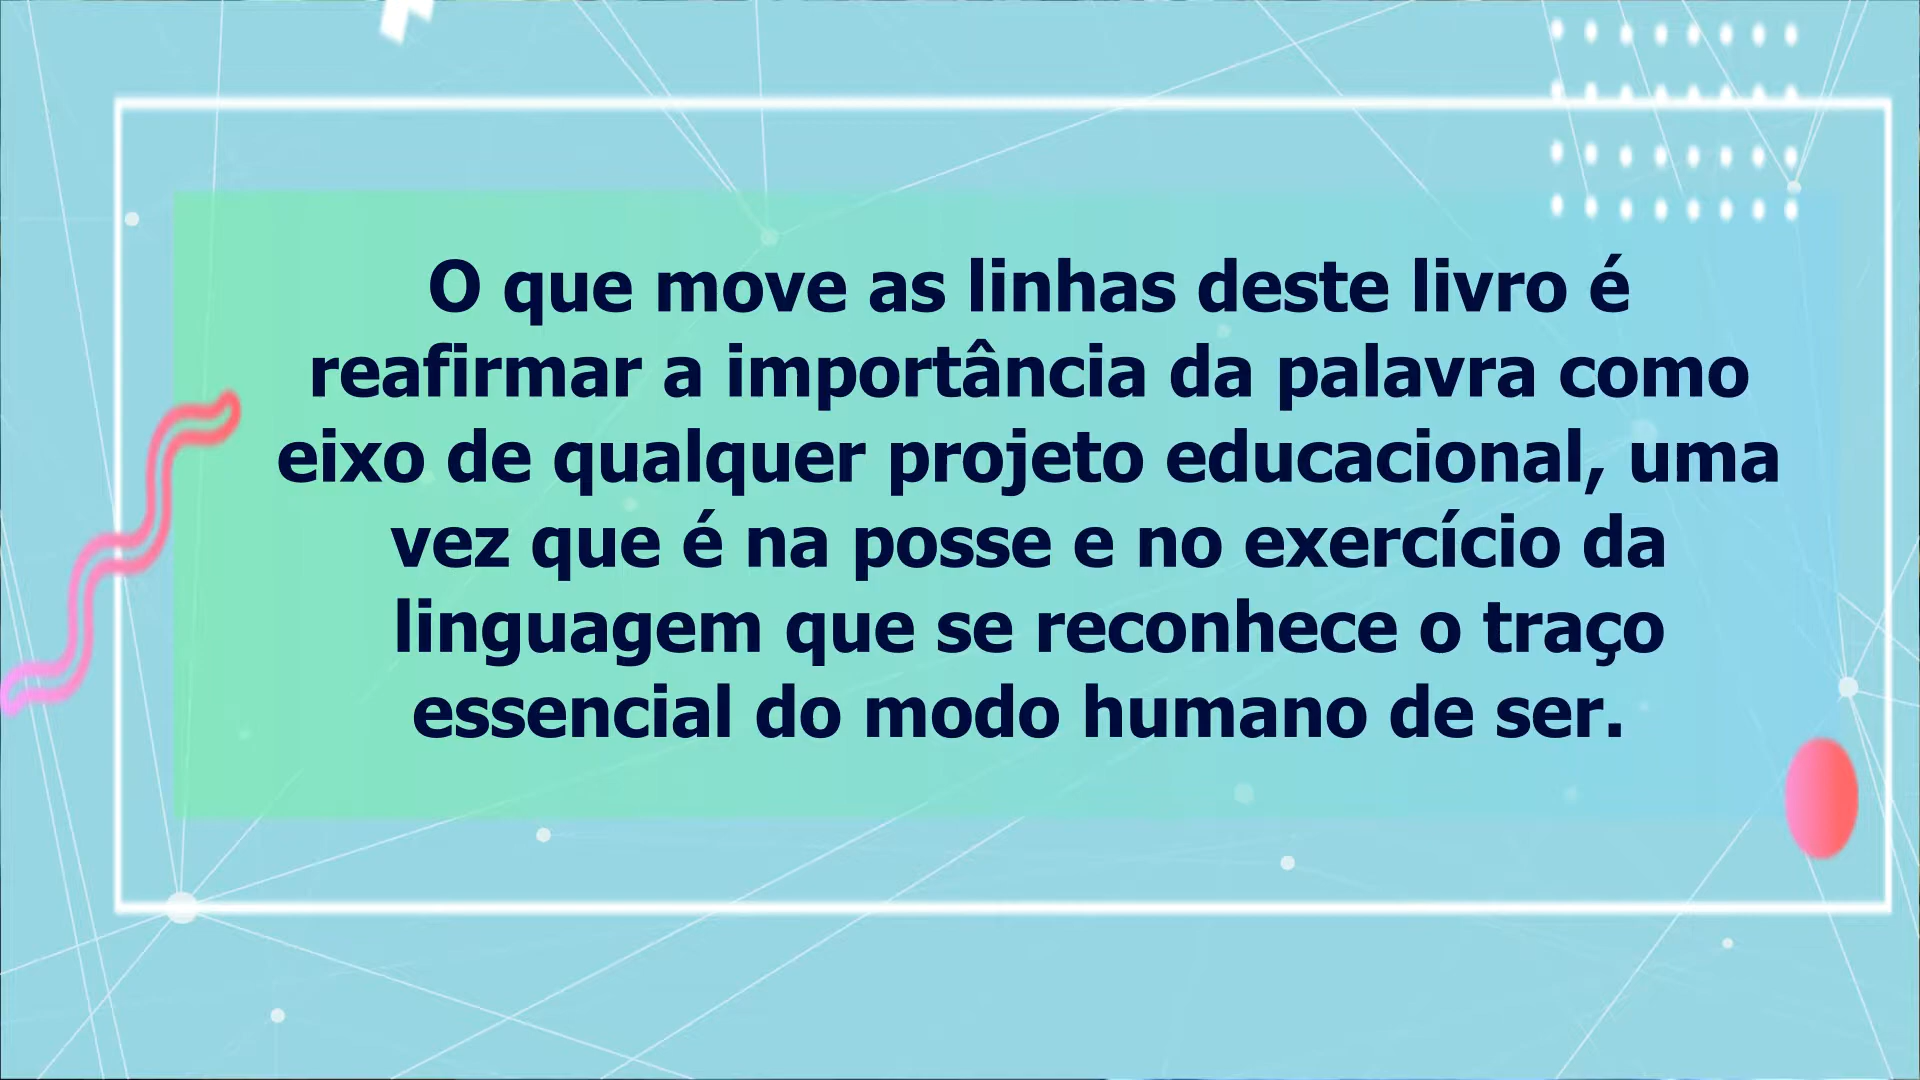 O que move as linhas deste livro é
reafirmar a importância da palavra como
eixo de qualquer projeto educacional, uma
vez que é na posse e no exercício da
linguagem que se reconhece o traço
essencial do modo humano de ser.